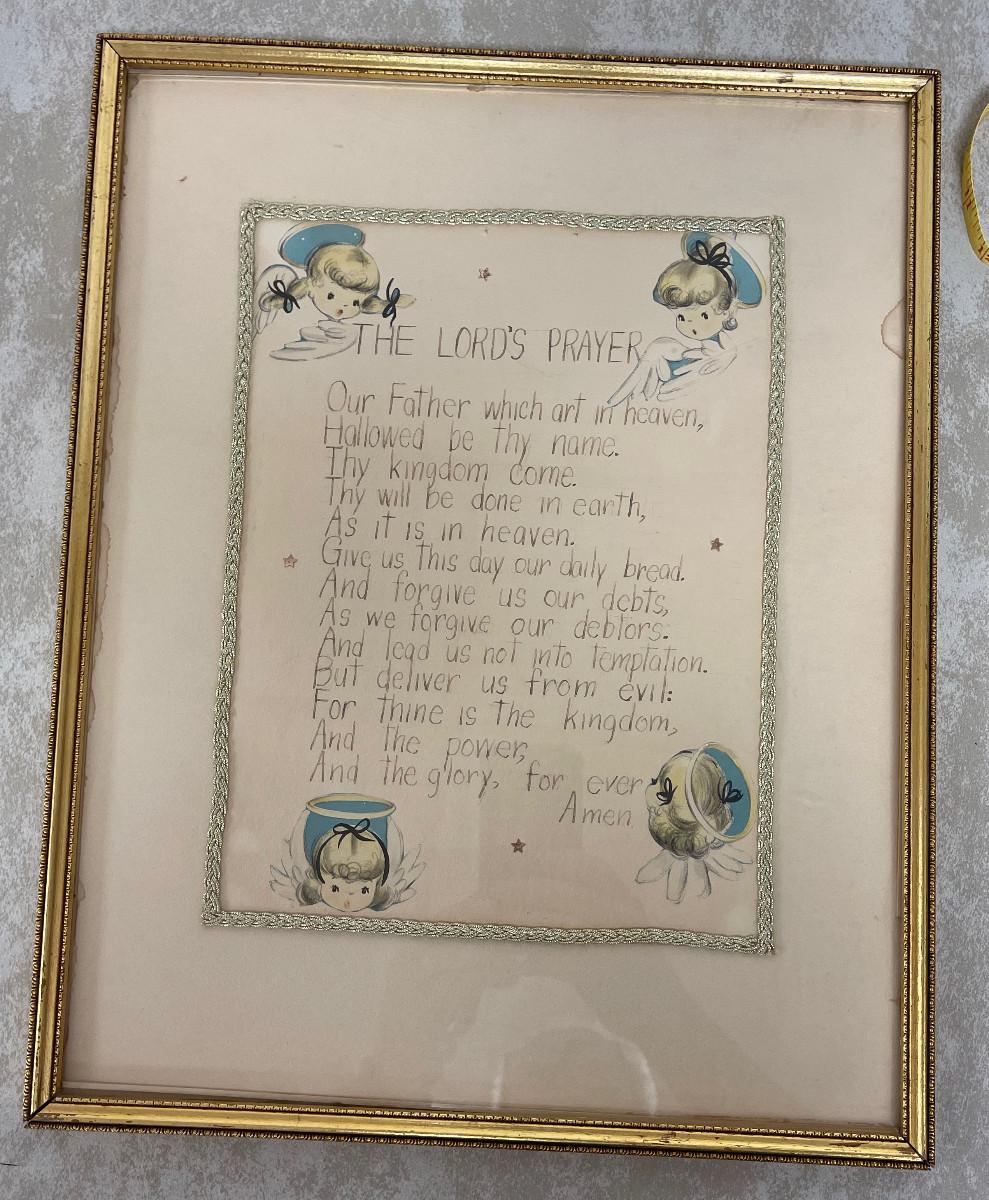 THE LORD'S PRAYER
Our Father which art in heaven,
Hallowed be thy name.
Thy kingdom come.
Thy will be done in earth,
As it is in heaven.
Give us this day our daily bread.
And forgive us our debts,
As we forgive our debtors:
And lead us not into temptation.
But deliver us from evil:
For thine is the kingdom,
And the power,
And the glory, for ever
Amen